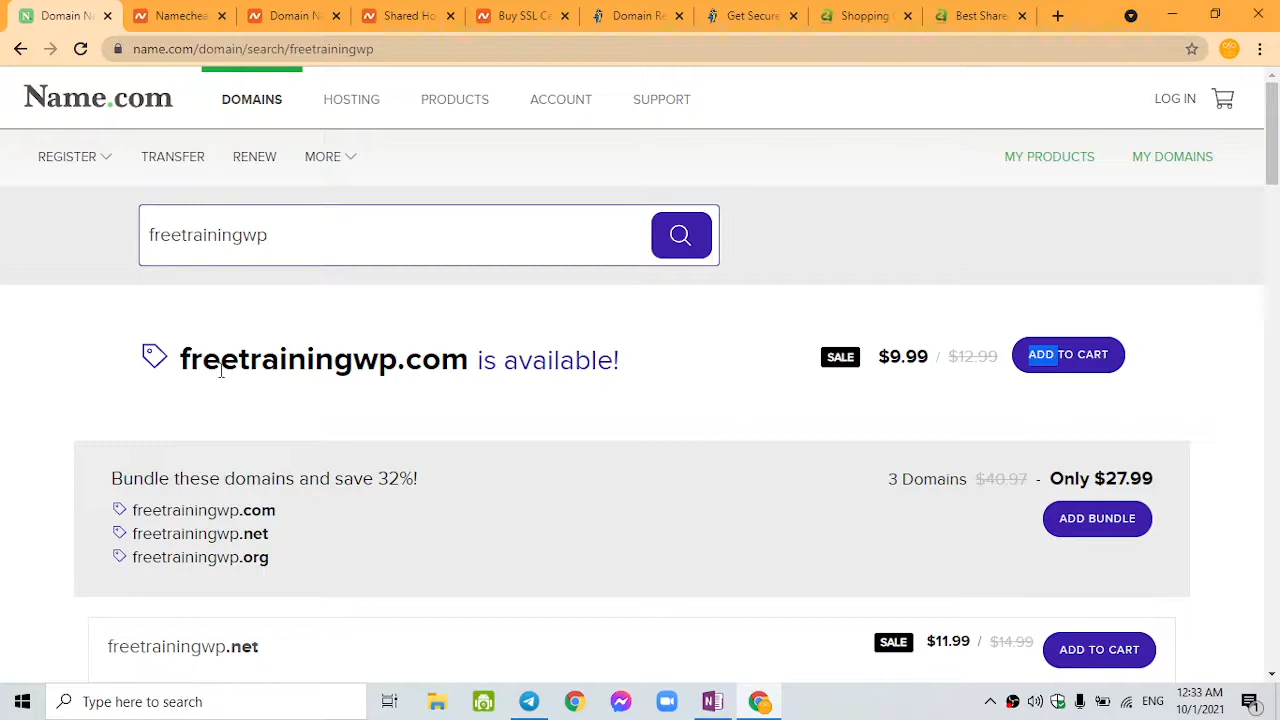 Domain Na
Namechee
Domain N
Shared Ho
Buy SSL Ce
Domain Re
Get Secure
Shopping C
Best Share
name.com/domain/search/freetrainingwp
Name.com
DOMAINS HOSTING PRODUCTS ACCOUNT SUPPORT
LOG IN
REGISTER TRANSFER RENEW MORE
MY PRODUCTS MY DOMAINS
freetrainingwp
freetrainingwp.com is available!
SALE $9.99 / $12.99 ADD TO CART
Bundle these domains and save 32%!
3 Domains $40.97 - Only $27.99
freetrainingwp.com
freetrainingwp.net
freetrainingwp.org
ADD BUNDLE
freetrainingwp.net
SALE $11.99 / $14.99 ADD TO CART
Type here to search
ENG
12:33 AM
10/1/2021